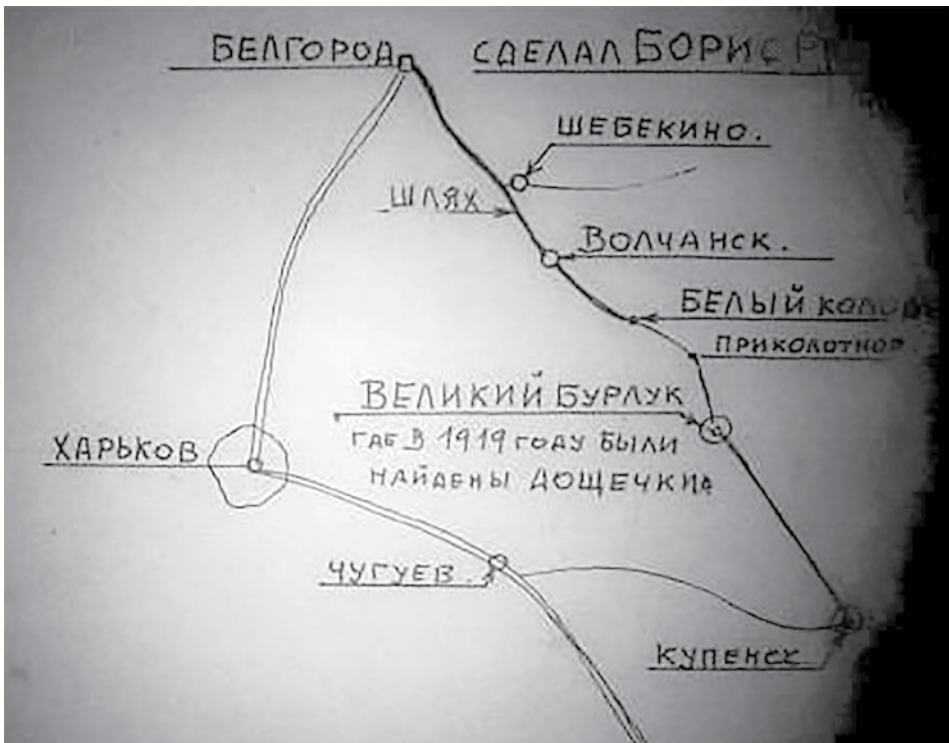 БЕЛГОРОД
СДЕЛАЛ БОРИС
ШЕБЕКИНО.
ШЛЯХ
ВОЛЧАНСК.
БЕЛЫЙ
ПРИКОЛОТНОЕ.
ВЕЛИКИЙ БУРЛУК
ГДЕ В 1919 ГОДУ БЫЛИ
НАЙДЕНЫ ДОЩЕЧКИ
ХАРЬКОВ
ЧУГУЕВ.
КУПЕНСК